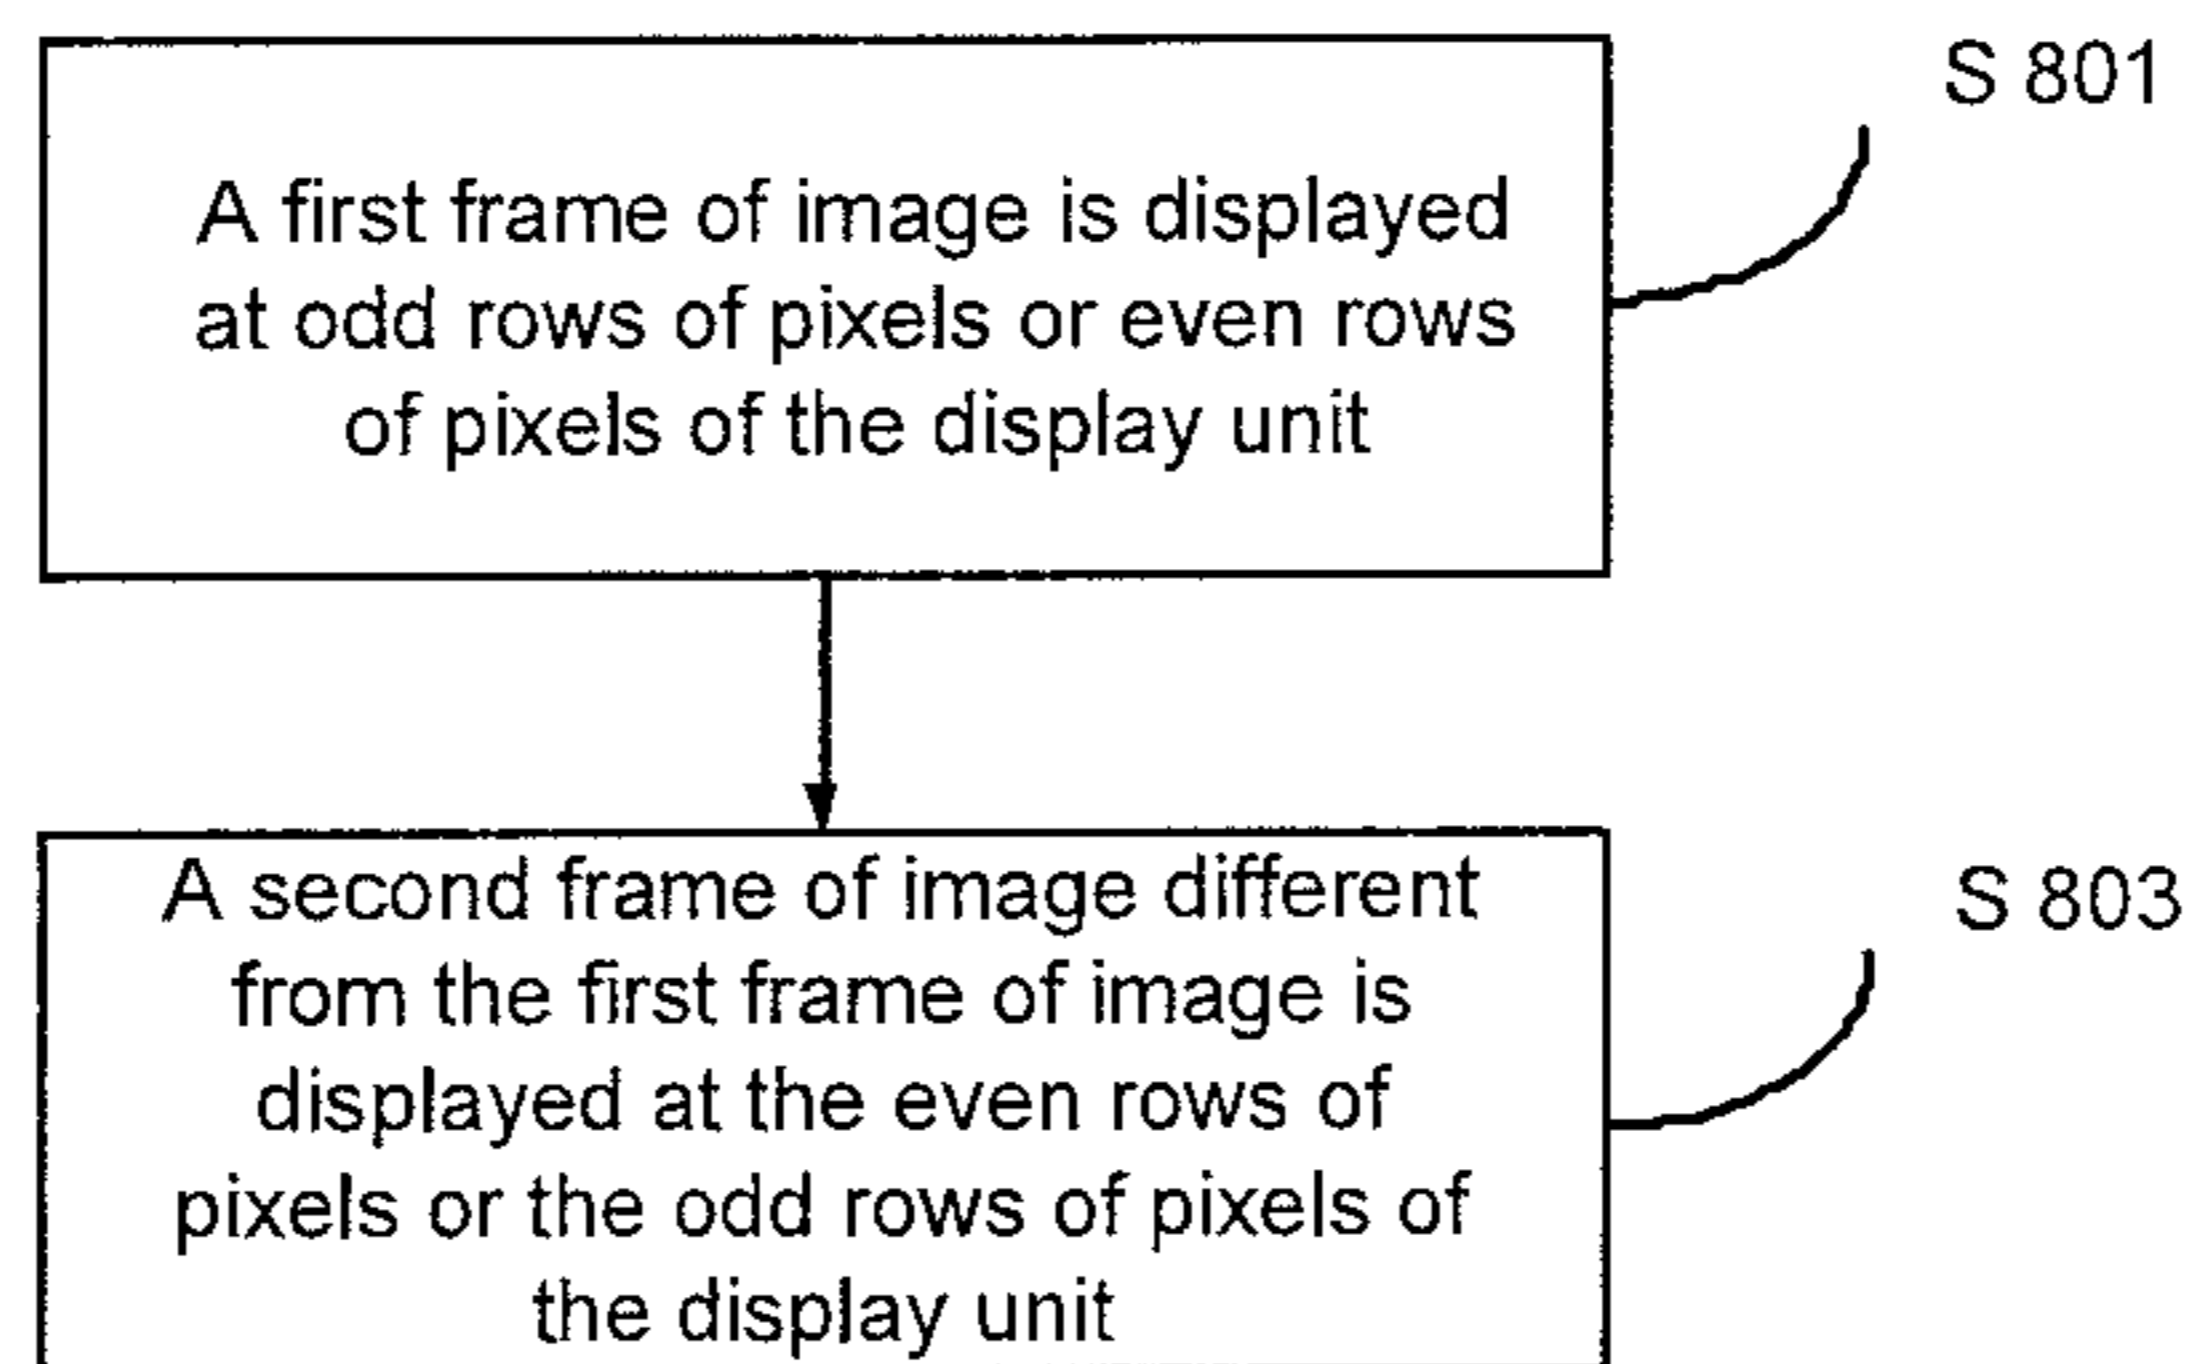 S 801
A first frame of image is displayed
at odd rows of pixels or even rows
of pixels of the display unit
S 803
A second frame of image different
from the first frame of image is
displayed at the even rows of
pixels or the odd rows of pixels of
the display unit